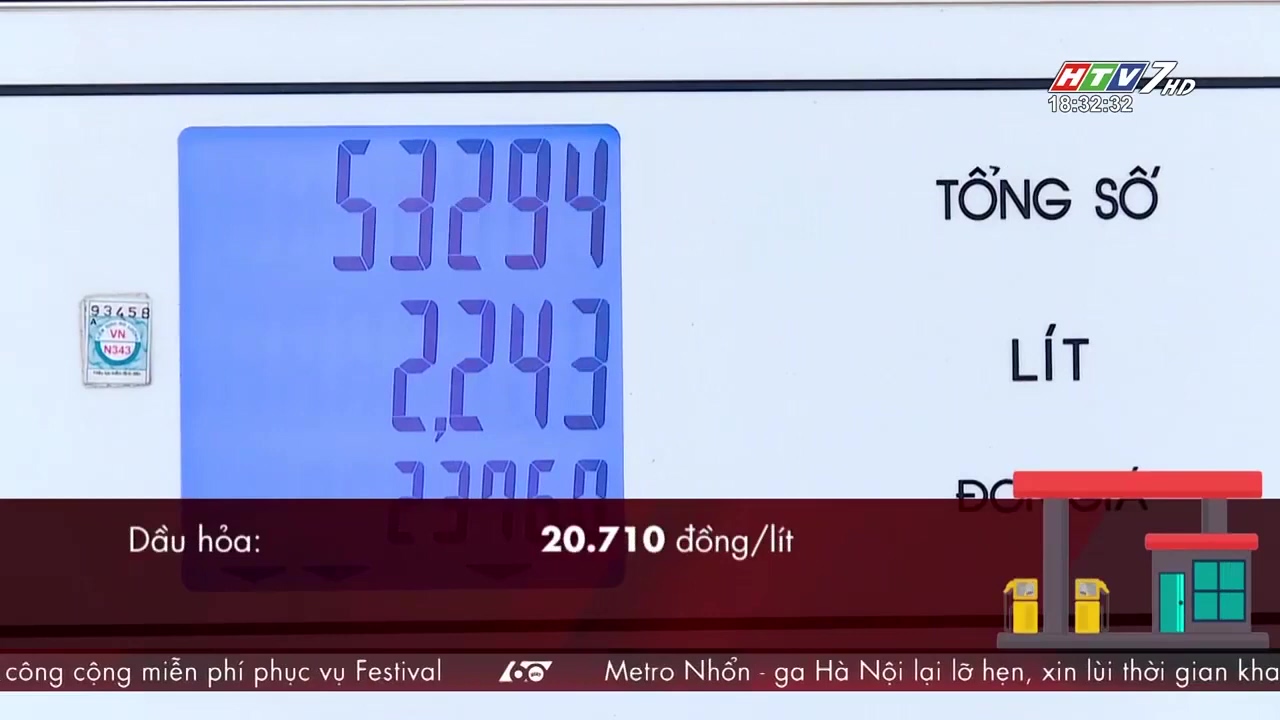 HTV7 HD
18:32:32
53294
TỔNG SỐ
2,243
LÍT
93458
A
VN
N343
Dầu hỏa: 20.710 đồng/lít
công cộng miễn phí phục vụ Festival 60 giây Metro Nhổn - ga Hà Nội lại lỡ hẹn, xin lùi thời gian kha